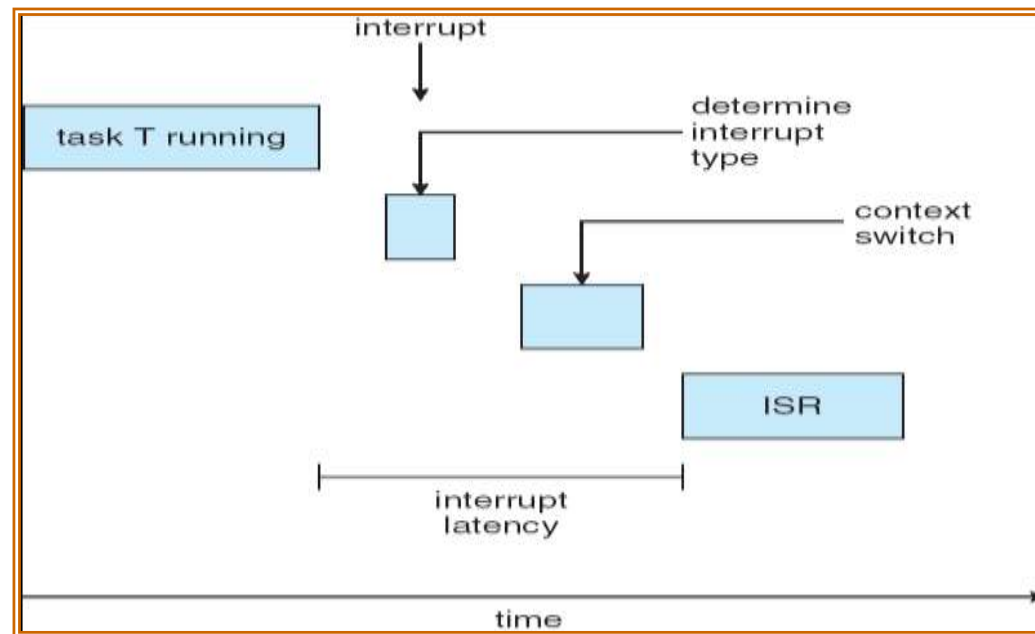 interrupt
task T running
determine
interrupt
type
context
switch
ISR
interrupt
latency
time